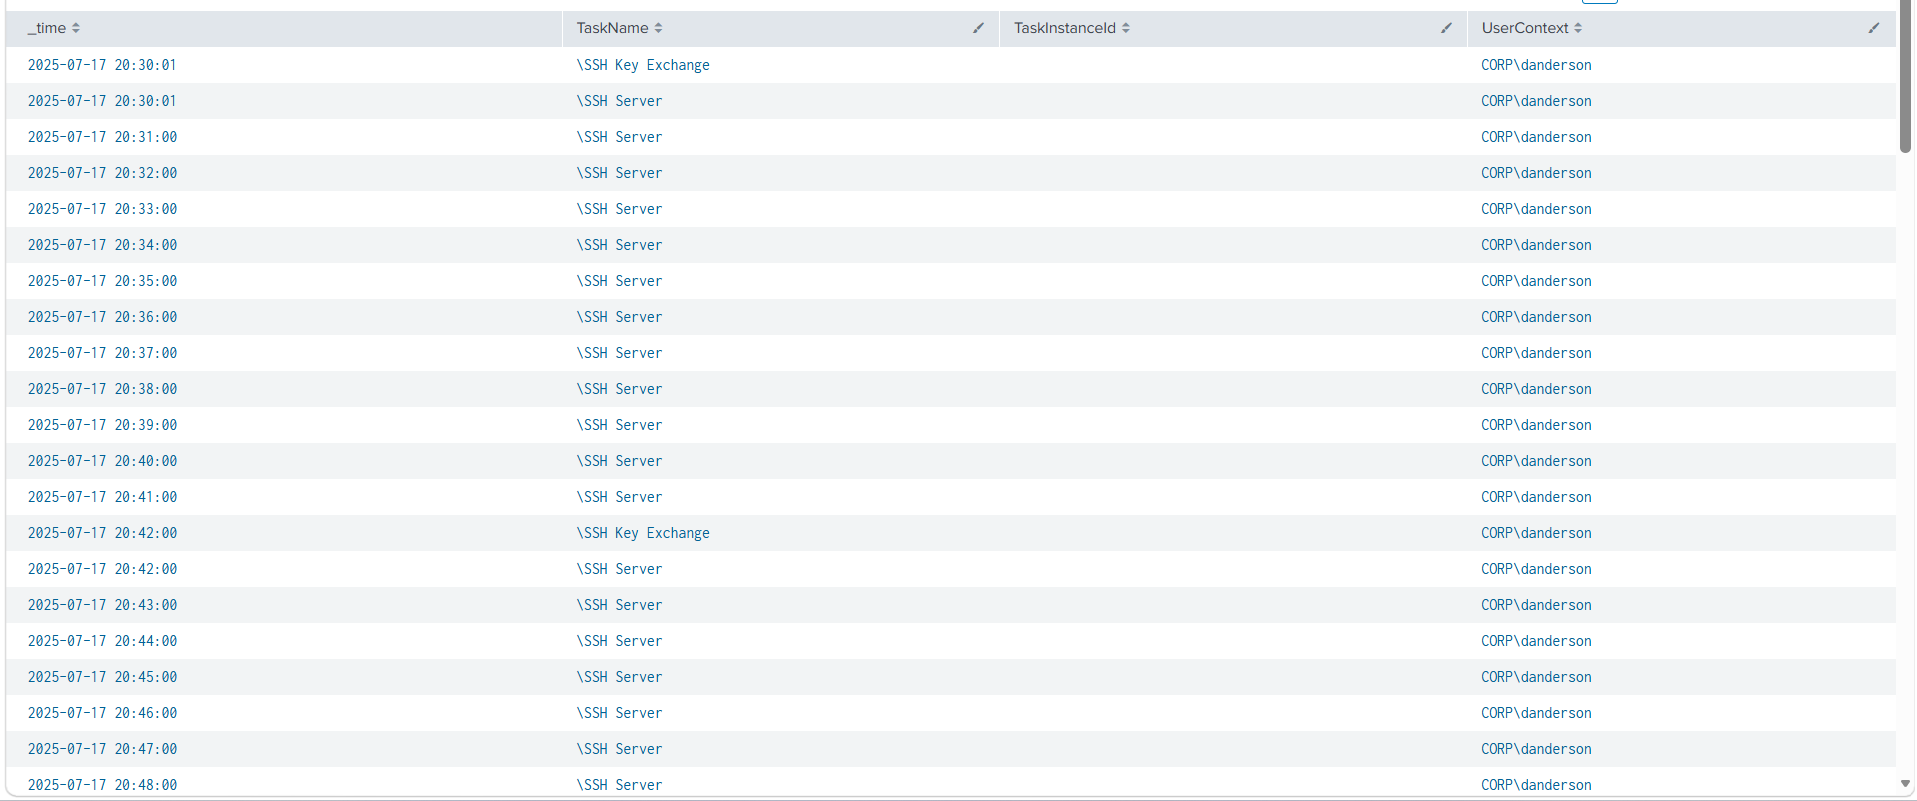 _time TaskName TaskInstanceId UserContext
2025-07-17 20:30:01 \SSH Key Exchange CORP\danderson
2025-07-17 20:30:01 \SSH Server CORP\danderson
2025-07-17 20:31:00 \SSH Server CORP\danderson
2025-07-17 20:32:00 \SSH Server CORP\danderson
2025-07-17 20:33:00 \SSH Server CORP\danderson
2025-07-17 20:34:00 \SSH Server CORP\danderson
2025-07-17 20:35:00 \SSH Server CORP\danderson
2025-07-17 20:36:00 \SSH Server CORP\danderson
2025-07-17 20:37:00 \SSH Server CORP\danderson
2025-07-17 20:38:00 \SSH Server CORP\danderson
2025-07-17 20:39:00 \SSH Server CORP\danderson
2025-07-17 20:40:00 \SSH Server CORP\danderson
2025-07-17 20:41:00 \SSH Server CORP\danderson
2025-07-17 20:42:00 \SSH Key Exchange CORP\danderson
2025-07-17 20:42:00 \SSH Server CORP\danderson
2025-07-17 20:43:00 \SSH Server CORP\danderson
2025-07-17 20:44:00 \SSH Server CORP\danderson
2025-07-17 20:45:00 \SSH Server CORP\danderson
2025-07-17 20:46:00 \SSH Server CORP\danderson
2025-07-17 20:47:00 \SSH Server CORP\danderson
2025-07-17 20:48:00 \SSH Server CORP\danderson